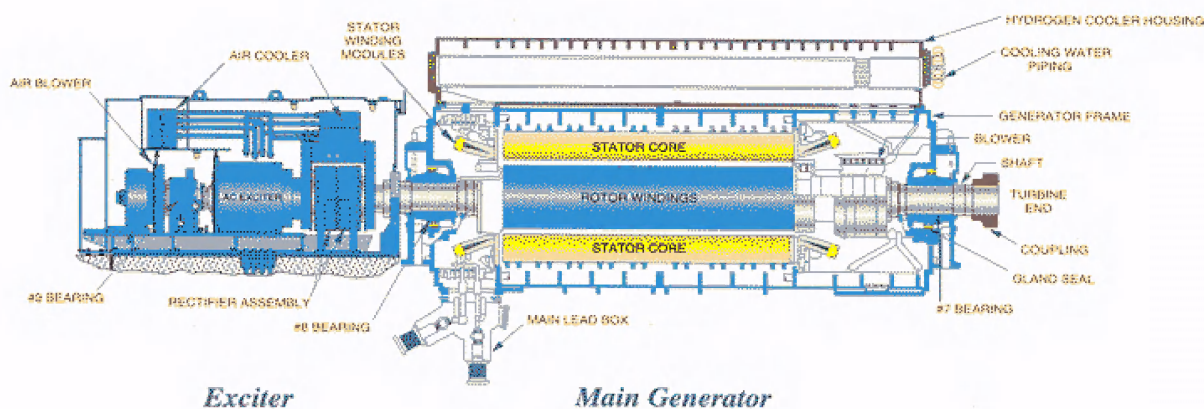 STATOR
WINDING
MODULES
HYDROGEN COOLER HOUSING
COOLING WATER
PIPING
AIR COOLER
AIR BLOWER
GENERATOR FRAME
BLOWER
STATOR CORE
SHAFT
AC EXCITER
ROTOR WINDINGS
TURBINE
END
STATOR CORE
COUPLING
GLAND SEAL
#9 BEARING
RECTIFIER ASSEMBLY
#8 BEARING
MAIN LEAD BOX
#7 BEARING
Exciter
Main Generator